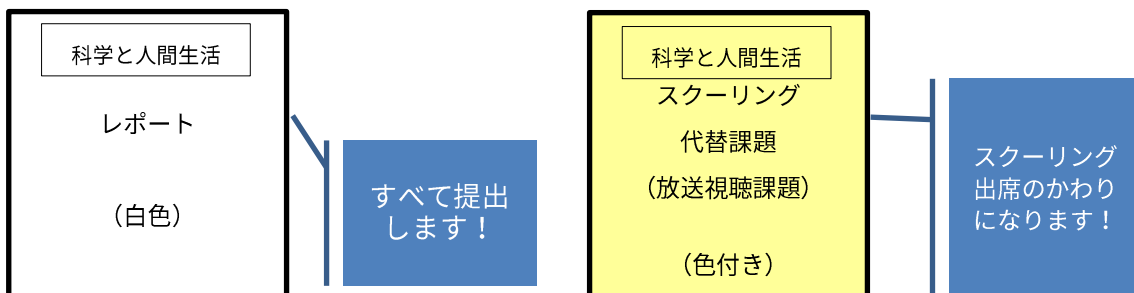 科学と人間生活
レポート
（白色）
すべて提出
します！
科学と人間生活
スクーリング
代替課題
（放送視聴課題）
（色付き）
スクーリング
出席のかわり
になります！